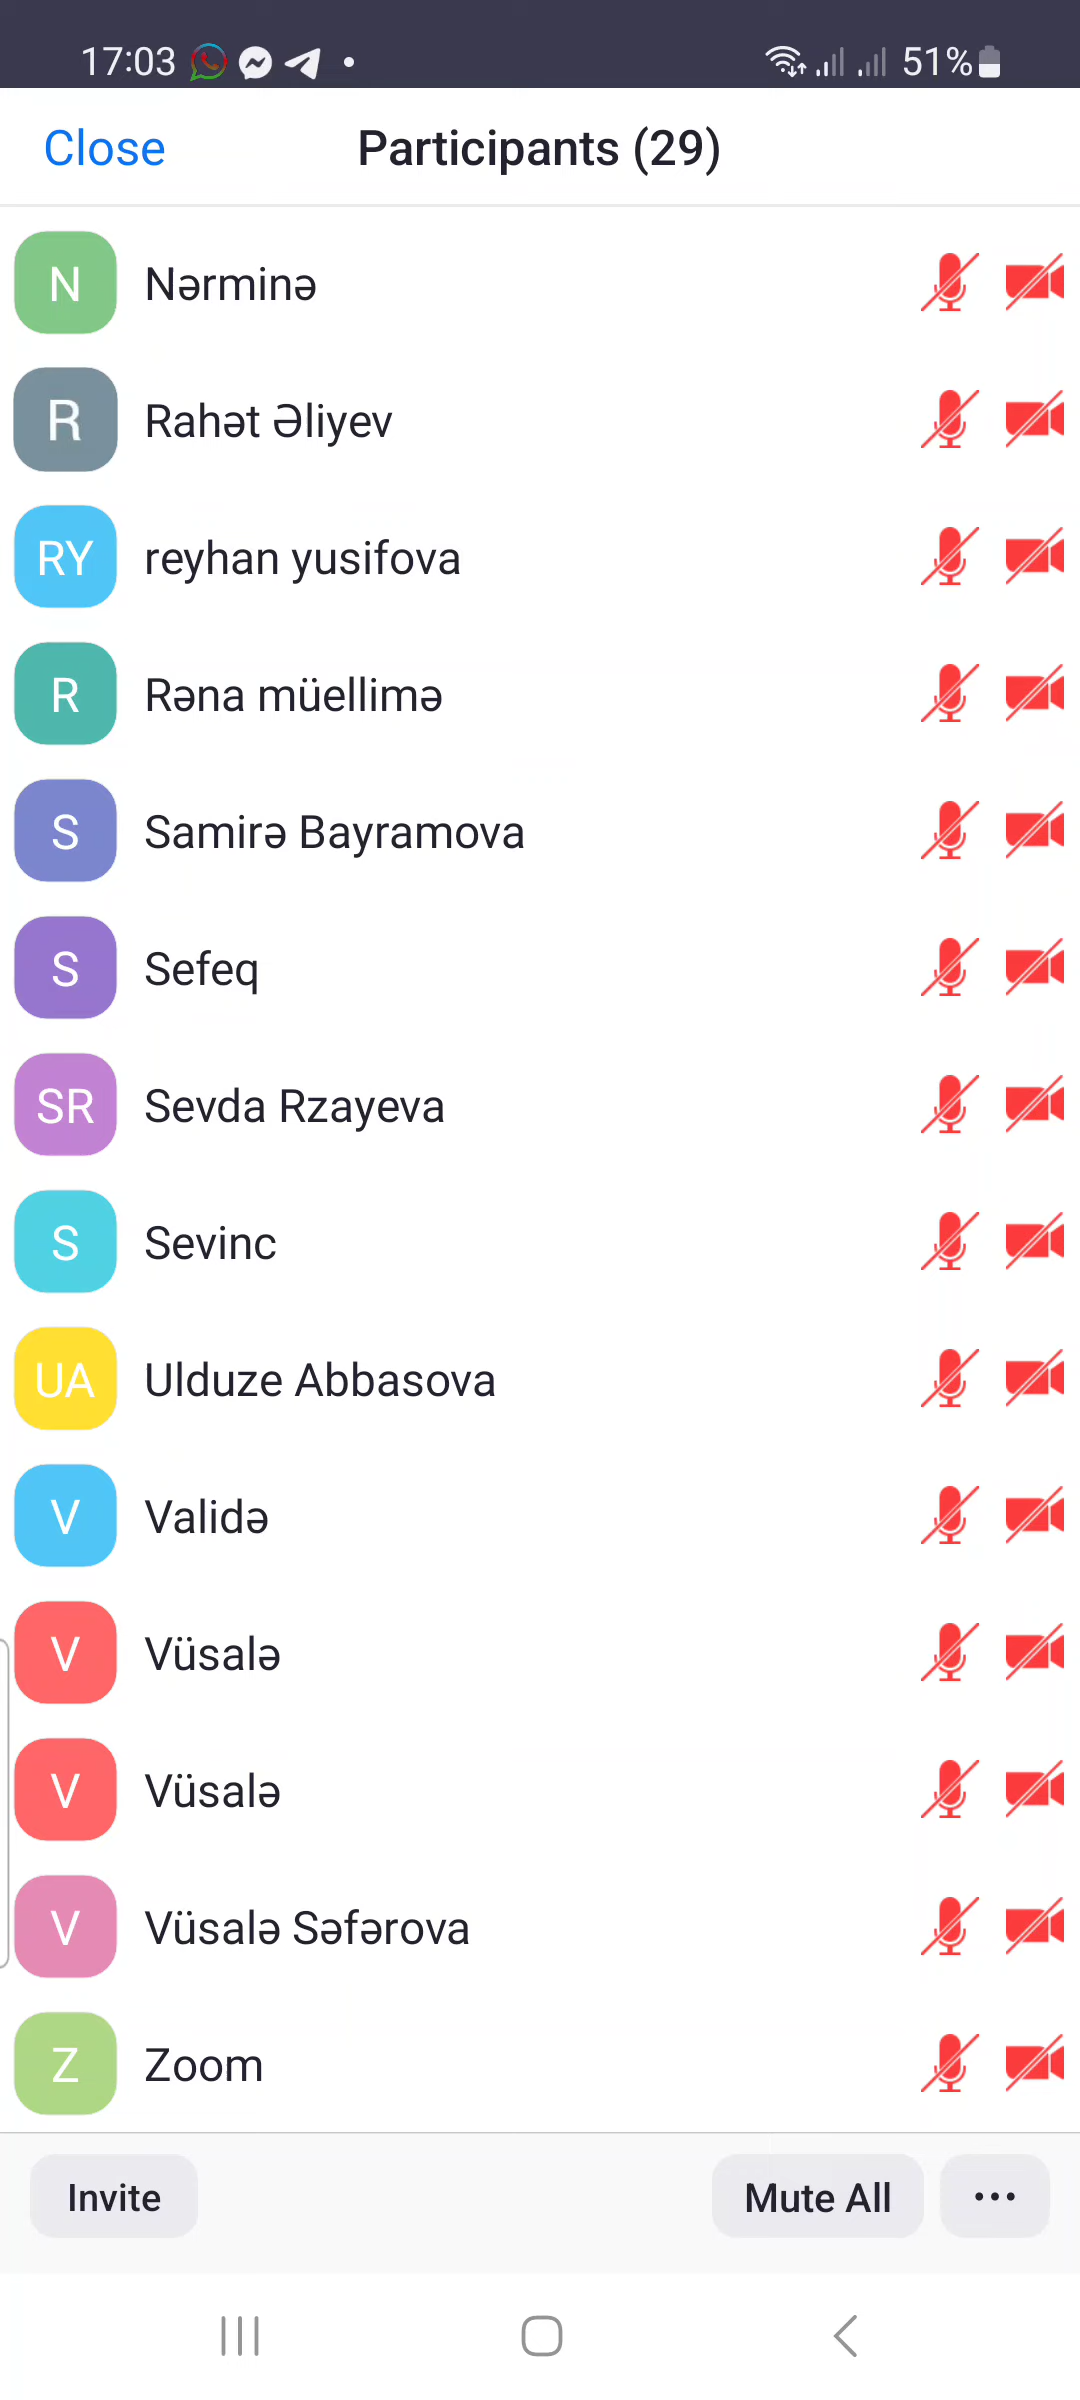 17:03 51%
Close Participants (29)
N Nərminə
R Rahət Əliyev
RY reyhan yusifova
R Rəna müellimə
S Samirə Bayramova
S Sefeq
SR Sevda Rzayeva
S Sevinc
UA Ulduze Abbasova
V Validə
V Vüsalə
V Vüsalə
V Vüsalə Səfərova
Z Zoom
Invite Mute All ...